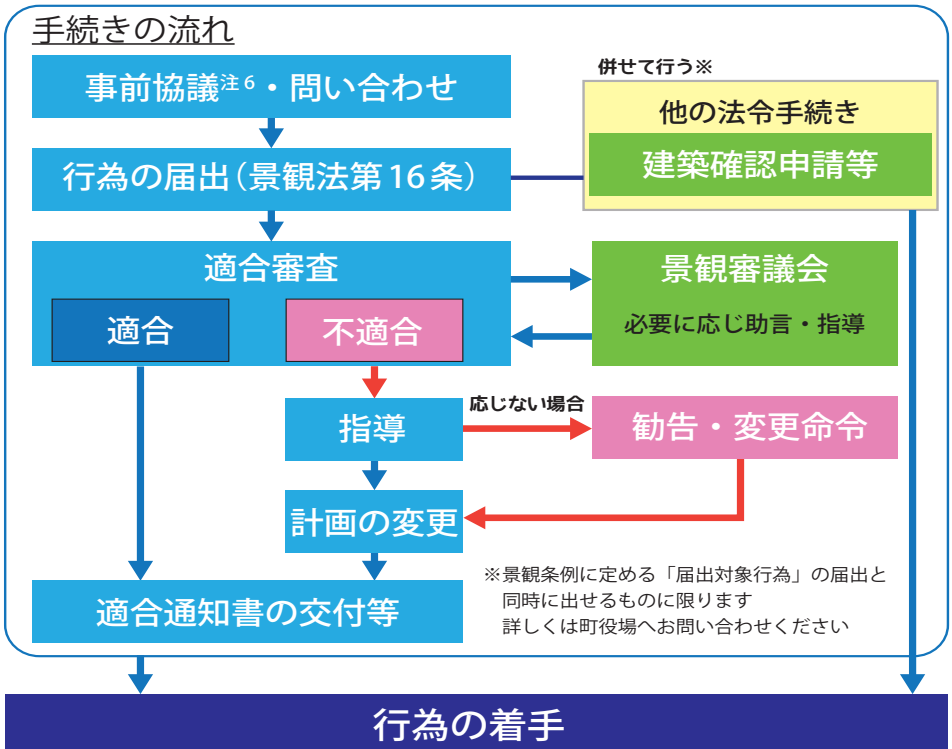 手続きの流れ
事前協議注6・問い合わせ
併せて行う※
他の法令手続き
建築確認申請等
行為の届出(景観法第16条)
適合審査
適合
不適合
景観審議会
必要に応じ助言・指導
指導
応じない場合
勧告・変更命令
計画の変更
※景観条例に定める「届出対象行為」の届出と
同時に出せるものに限ります
詳しくは町役場へお問い合わせください
適合通知書の交付等
行為の着手